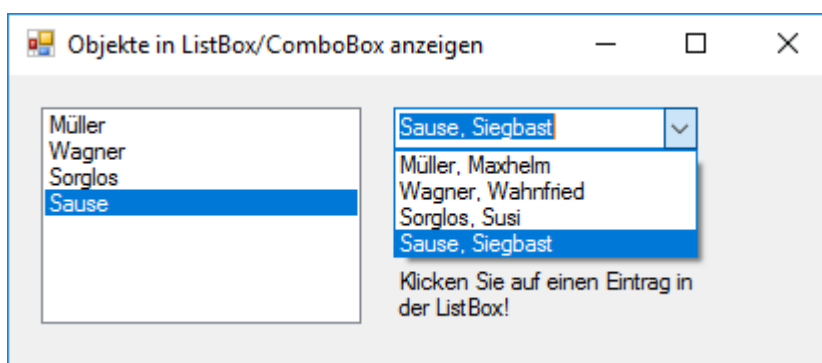 Objekte in ListBox/ComboBox anzeigen
Müller
Wagner
Sorglos
Sause
Sause, Siegbast
Müller, Maxhelm
Wagner, Wahnfried
Sorglos, Susi
Sause, Siegbast
Klicken Sie auf einen Eintrag in
der ListBox!